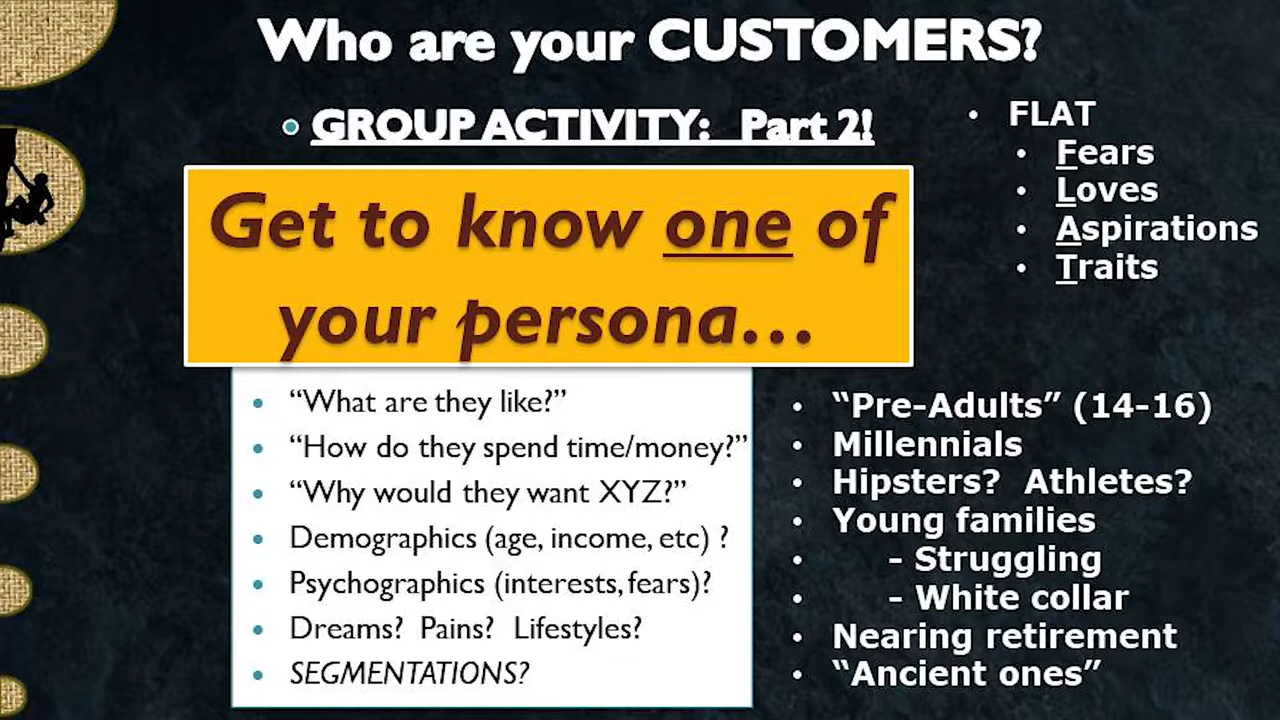 Who are your CUSTOMERS?
GROUP ACTIVITY: Part 2!
Get to know one of
your persona...
• “What are they like?”
• “How do they spend time/money?”
• “Why would they want XYZ?”
• Demographics (age, income, etc) ?
• Psychographics (interests, fears)?
• Dreams? Pains? Lifestyles?
• SEGMENTATIONS?
• FLAT
• Fears
• Loves
• Aspirations
• Traits
• “Pre-Adults” (14-16)
• Millennials
• Hipsters? Athletes?
• Young families
• - Struggling
• - White collar
• Nearing retirement
• “Ancient ones”